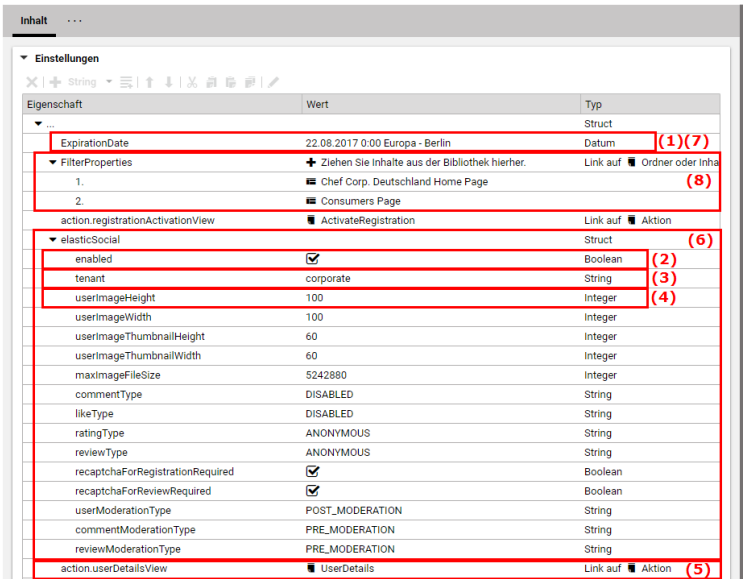 Inhalt ...
Einstellungen
String
Eigenschaft Wert Typ
... Struct
ExpirationDate 22.08.2017 0:00 Europa - Berlin Datum (1)(7)
FilterProperties Ziehen Sie Inhalte aus der Bibliothek hierher. Link auf Ordner oder Inha
1. Chef Corp. Deutschland Home Page (8)
2. Consumers Page
action.registrationActivationView ActivateRegistration Link auf Aktion
elasticSocial Struct (6)
enabled Boolean (2)
tenant corporate String (3)
userImageHeight 100 Integer (4)
userImageWidth 100 Integer
userImageThumbnailHeight 60 Integer
userImageThumbnailWidth 60 Integer
maxImageFileSize 5242880 Integer
commentType DISABLED String
likeType DISABLED String
ratingType ANONYMOUS String
reviewType ANONYMOUS String
recaptchaForRegistrationRequired Boolean
recaptchaForReviewRequired Boolean
userModerationType POST_MODERATION String
commentModerationType PRE_MODERATION String
reviewModerationType PRE_MODERATION String
action.userDetailsView UserDetails Link auf Aktion (5)